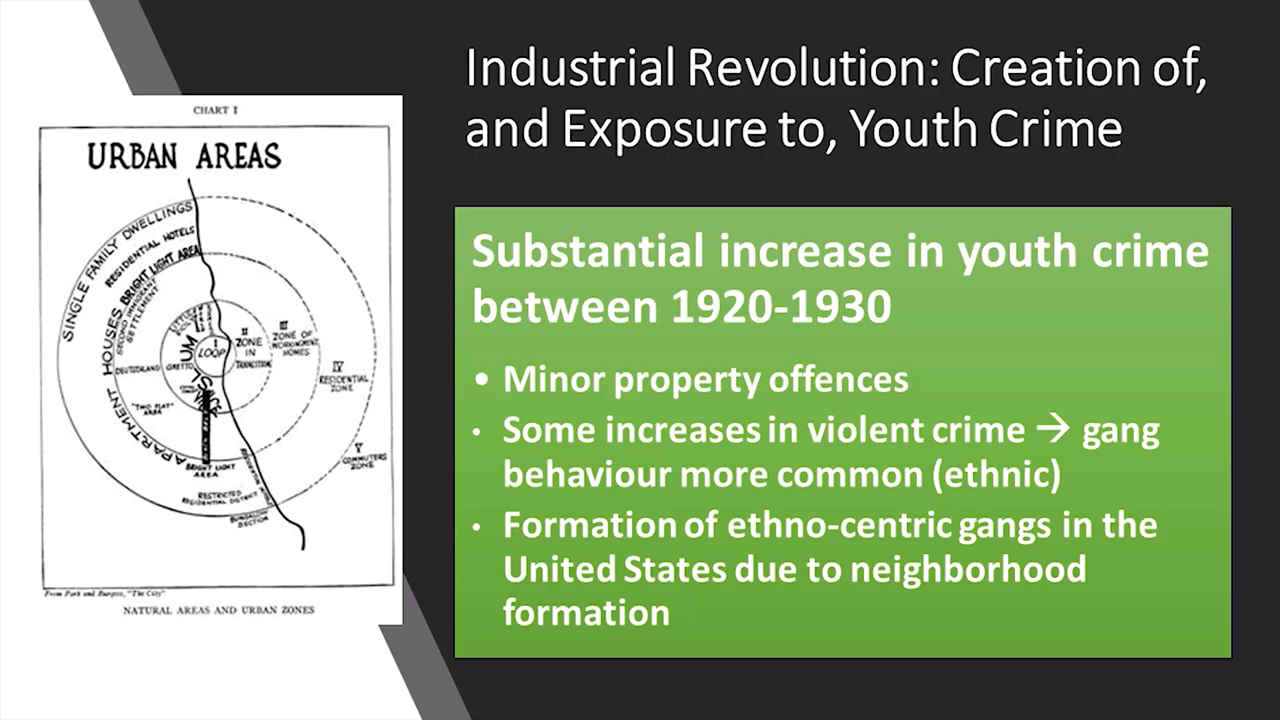 Industrial Revolution: Creation of,
and Exposure to, Youth Crime
CHART I
URBAN AREAS
SINGLE FAMILY DWELLINGS
RESIDENTIAL HOTELS
BRIGHT LIGHT AREA
SECOND IMMIGRANT
SETTLEMENT
APARTMENT HOUSES
DEUTSCHLAND
GHETTO
"TWO FLAT"
AREA
SLUM
I
LOOP
II
ZONE
IN
TRANSITION
III
ZONE OF
WORKINGMEN'S
HOMES
IV
RESIDENTIAL
ZONE
V
COMMUTERS
ZONE
BRIGHT LIGHT
AREA
RESTRICTED
RESIDENTIAL DISTRICT
BUNGALOW
SECTION
From Park and Burgess, "The City"
NATURAL AREAS AND URBAN ZONES
Substantial increase in youth crime
between 1920-1930
• Minor property offences
• Some increases in violent crime → gang
behaviour more common (ethnic)
• Formation of ethno-centric gangs in the
United States due to neighborhood
formation